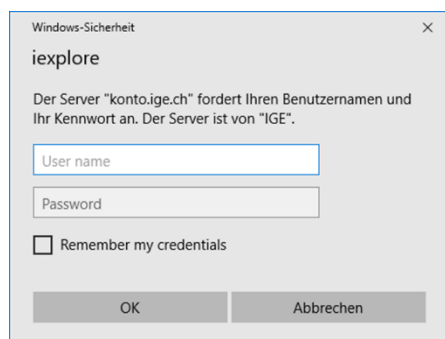 Windows-Sicherheit
iexplore
Der Server "konto.ige.ch" fordert Ihren Benutzernamen und
Ihr Kennwort an. Der Server ist von "IGE".
User name
Password
Remember my credentials
OK Abbrechen